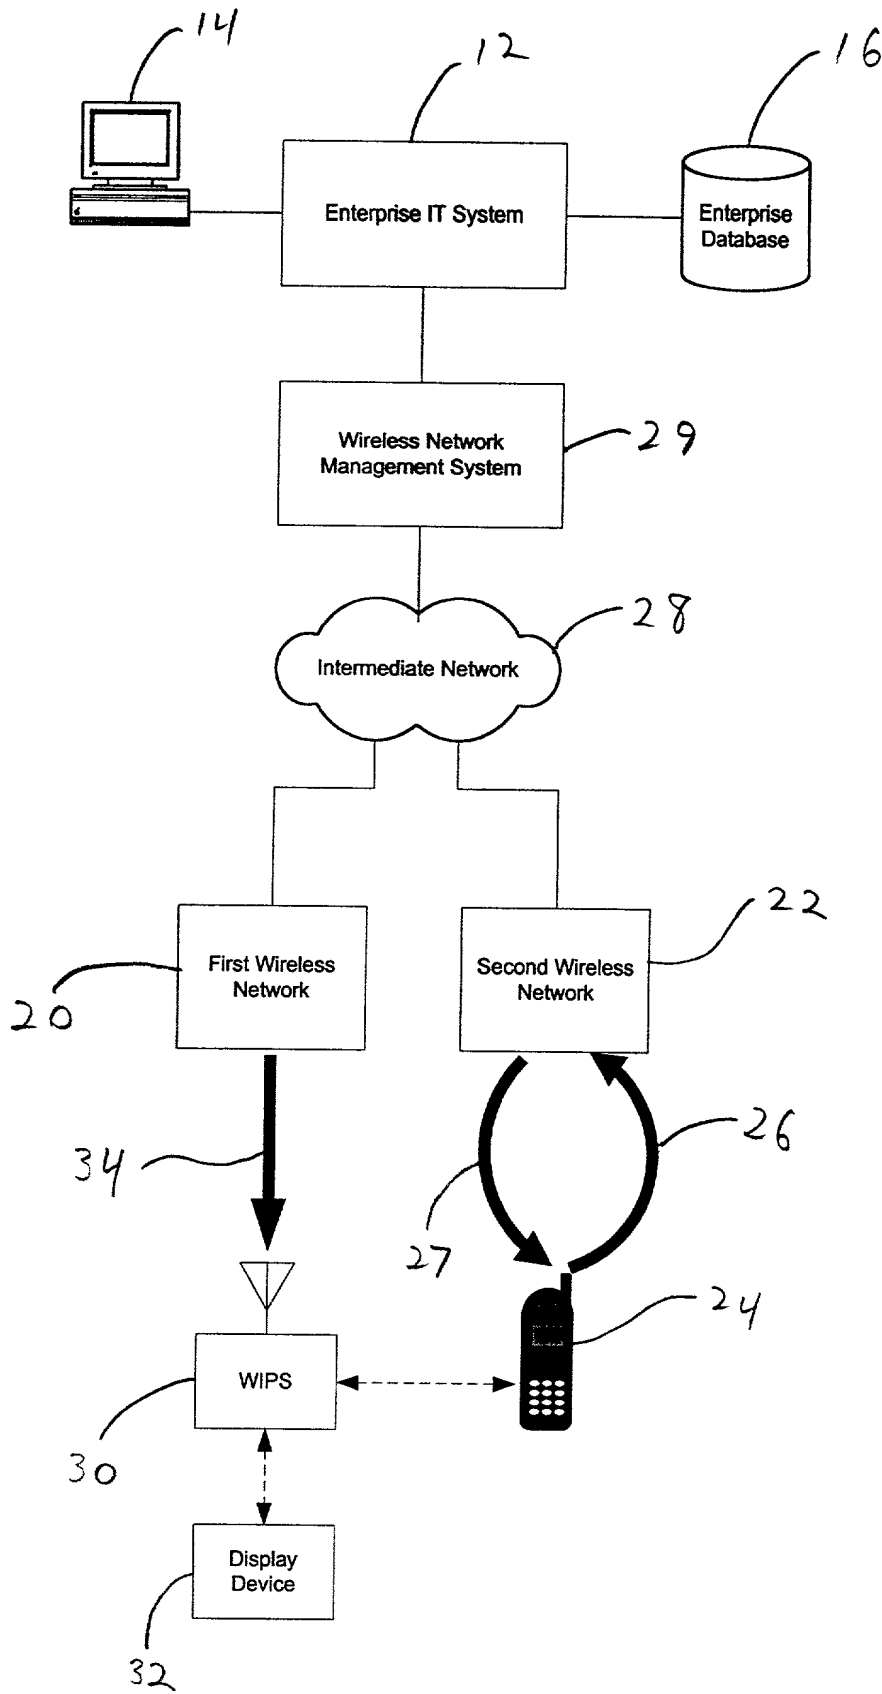 14
12
16
Enterprise IT System
Enterprise
Database
Wireless Network
Management System
29
28
Intermediate Network
22
First Wireless
Network
Second Wireless
Network
20
26
34
27
24
WIPS
30
Display
Device
32